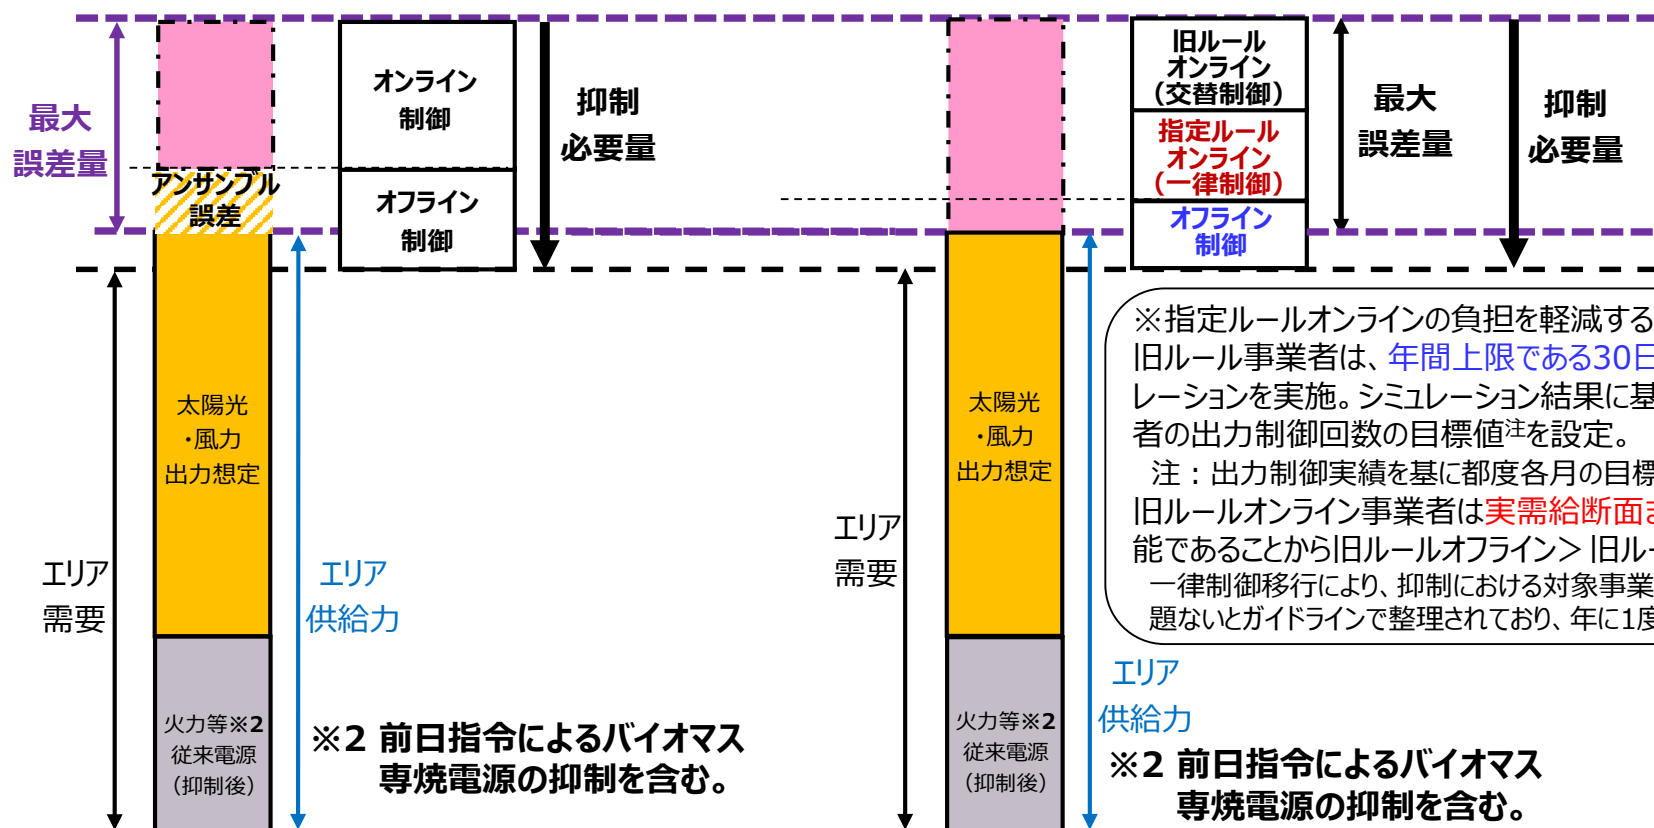 最大
誤差量
アンサンブル
誤差
オンライン
制御
オフライン
制御
抑制
必要量
太陽光
・風力
出力想定
エリア
需要
エリア
供給力
火力等※2
従来電源
（抑制後）
※2 前日指令によるバイオマス
専焼電源の抑制を含む。
旧ルール
オンライン
（交替制御）
指定ルール
オンライン
（一律制御）
オフライン
制御
最大
誤差量
抑制
必要量
太陽光
・風力
出力想定
エリア
需要
※指定ルールオンラインの負担を軽減する
旧ルール事業者は、年間上限である30日
レーションを実施。シミュレーション結果に基
者の出力制御回数の目標値注を設定。
注：出力制御実績を基に都度各月の目標
旧ルールオンライン事業者は実需給断面ま
能であることから旧ルールオフライン＞旧ルー
一律制御移行により、抑制における対象事業
題ないとガイドラインで整理されており、年に1度
エリア
供給力
火力等※2
従来電源
（抑制後）
※2 前日指令によるバイオマス
専焼電源の抑制を含む。